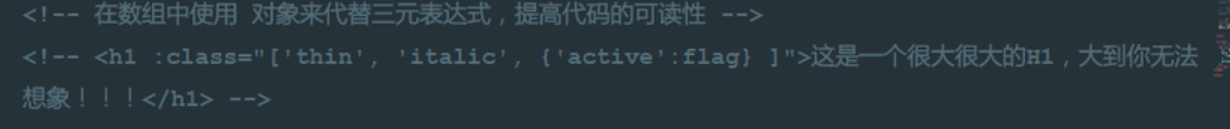 <!-- 在数组中使用 对象来代替三元表达式，提高代码的可读性 -->
<!-- <h1 :class="['thin', 'italic', {'active':flag} ]">这是一个很大很大的H1，大到你无法
想象！！！</h1> -->